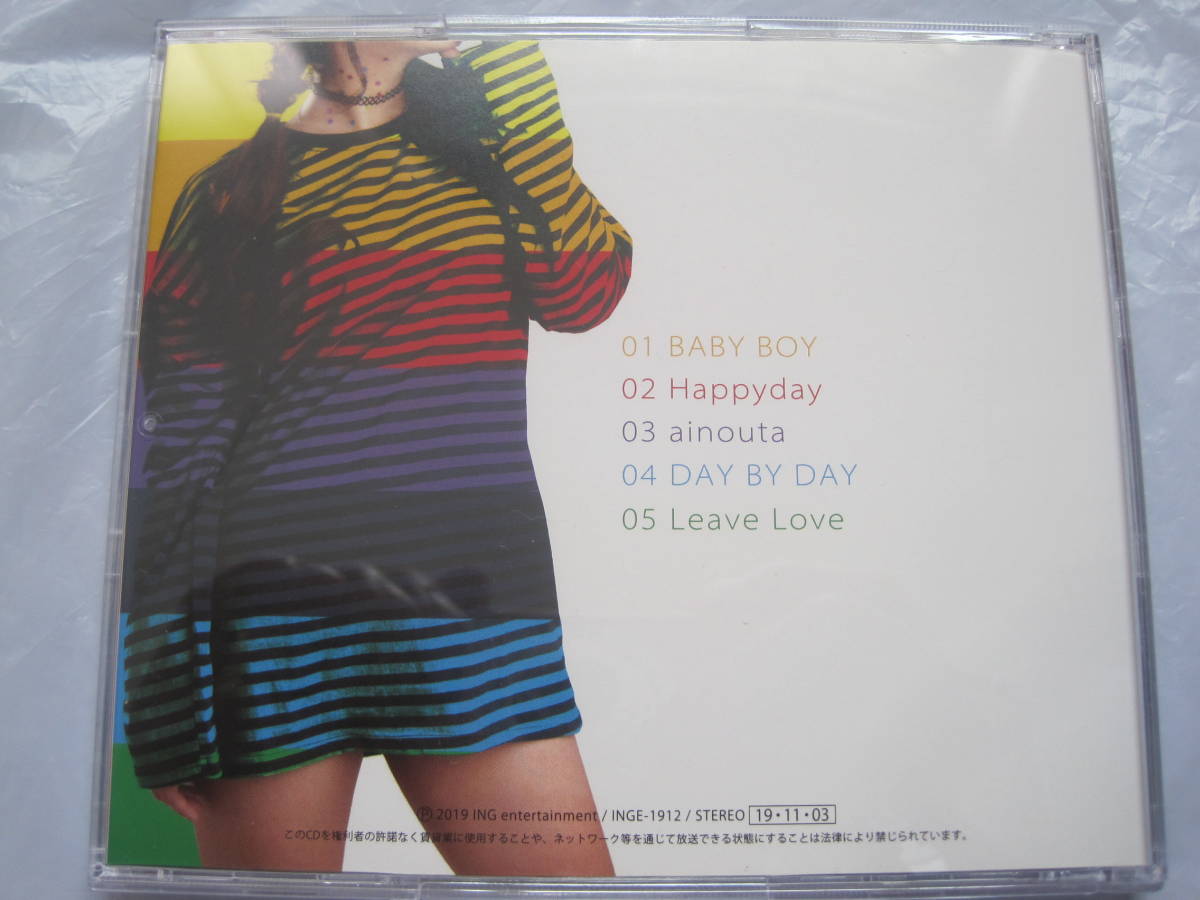 01 BABY BOY
02 Happyday
03 ainouta
04 DAY BY DAY
05 Leave Love
Ⓟ 2019 ING entertainment / INGE-1912 / STEREO 19・11・03
このCDを権利者の許諾なく賃貸業に使用することや、ネットワーク等を通じて放送できる状態にすることは法律により禁じられています。